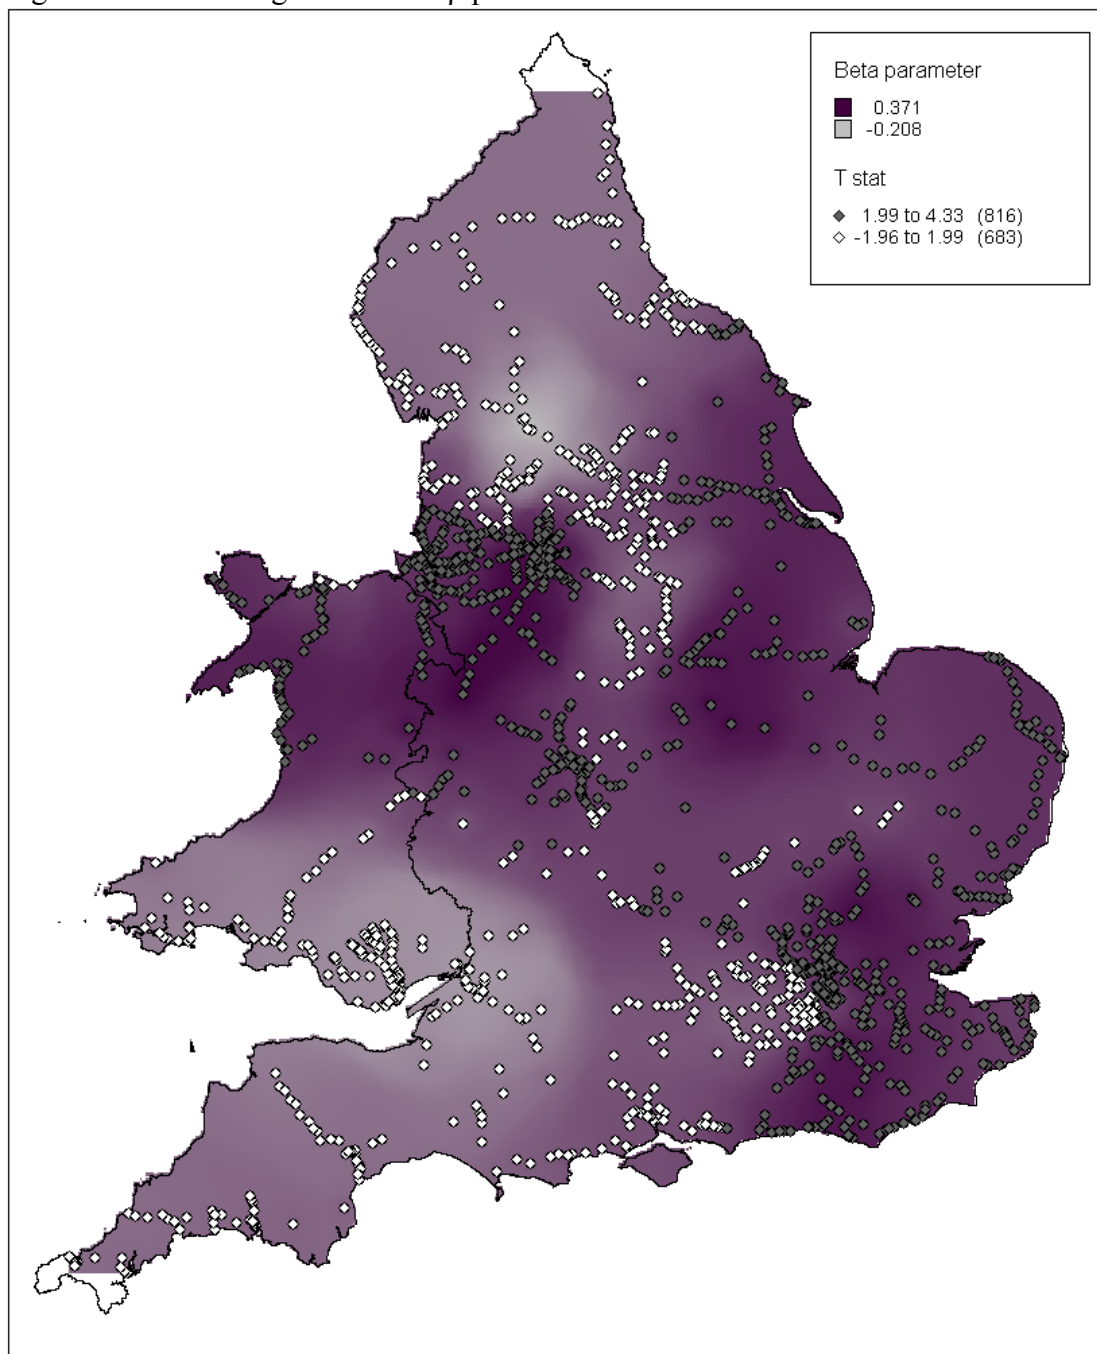 Beta parameter
0.371
-0.208
T stat
1.99 to 4.33 (816)
-1.96 to 1.99 (683)